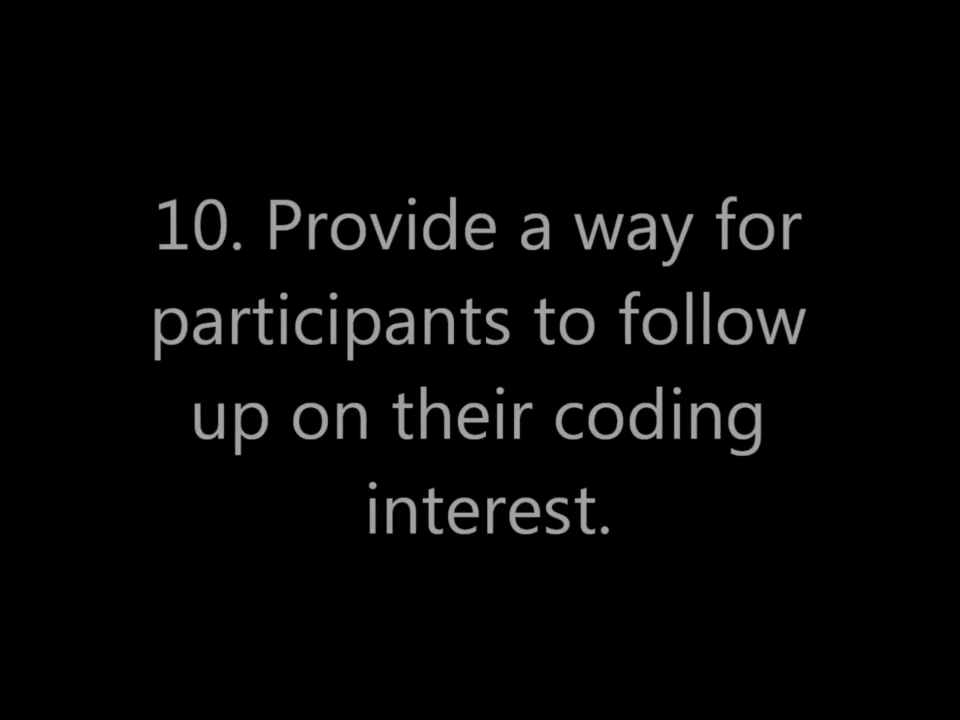 10. Provide a way for
participants to follow
up on their coding
interest.